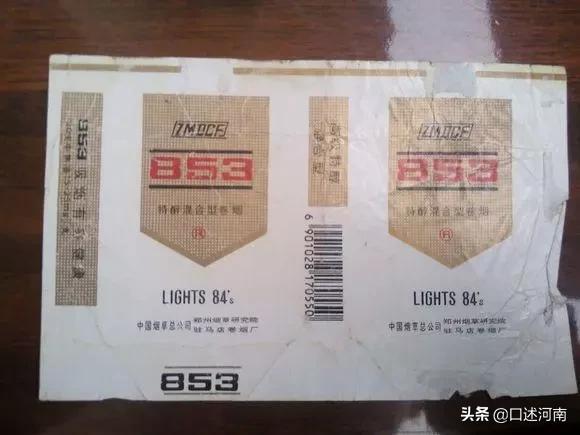 ZMDCF
853
特醇混合型卷烟
R
LIGHTS 84's
中国烟草总公司 郑州烟草研究院
驻马店卷烟厂
853
853
6 901028 170550
ZMDCF
853
特醇混合型卷烟
R
LIGHTS 84's
中国烟草总公司 郑州烟草研究院
驻马店卷烟厂
头条 @口述河南